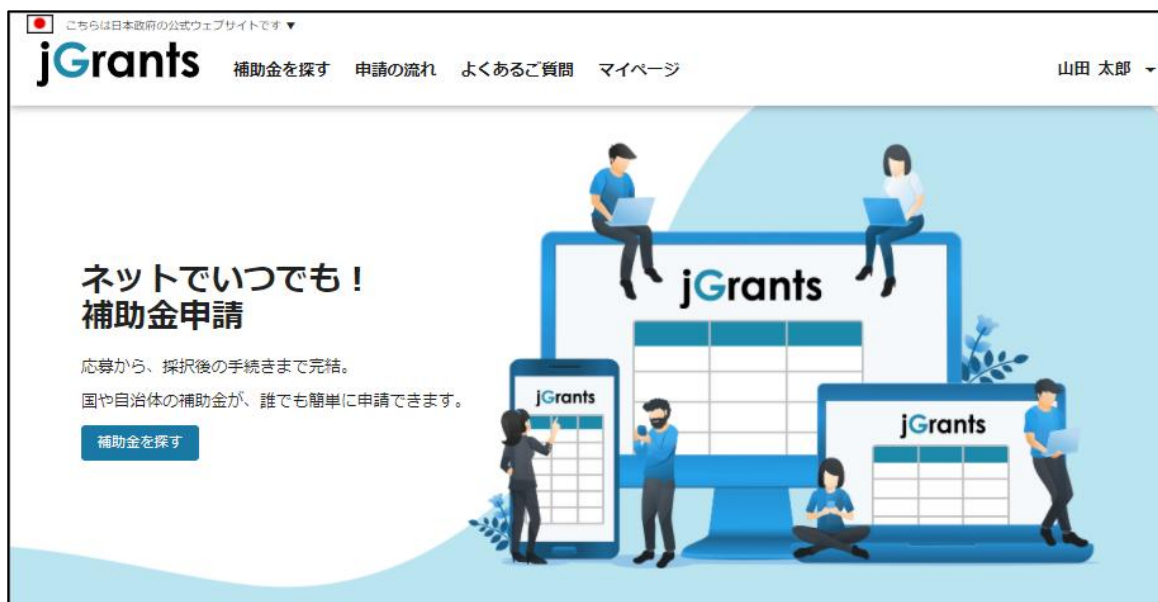 こちらは日本政府の公式ウェブサイトです ▼
jGrants 補助金を探す 申請の流れ よくあるご質問 マイページ 山田 太郎
ネットでいつでも！
補助金申請
応募から、採択後の手続きまで完結。
国や自治体の補助金が、誰でも簡単に申請できます。
補助金を探す
jGrants
jGrants
jGrants